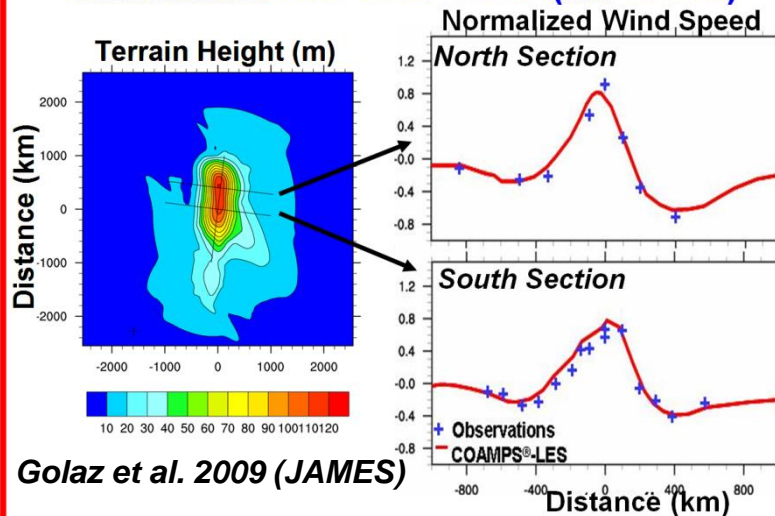 Normalized Wind Speed
Terrain Height (m)
North Section
Distance (km)
2000
1000
0
-1000
-2000
-2000 -1000 0 1000 2000
10 20 30 40 50 60 70 80 90 100110120
Golaz et al. 2009 (JAMES)
1.2
0.8
0.4
-0.0
-0.4
-0.8
South Section
1.2
0.8
0.4
-0.0
-0.4
-0.8
Observations
COAMPS®-LES
-800 -400 0 400 800
Distance (km)